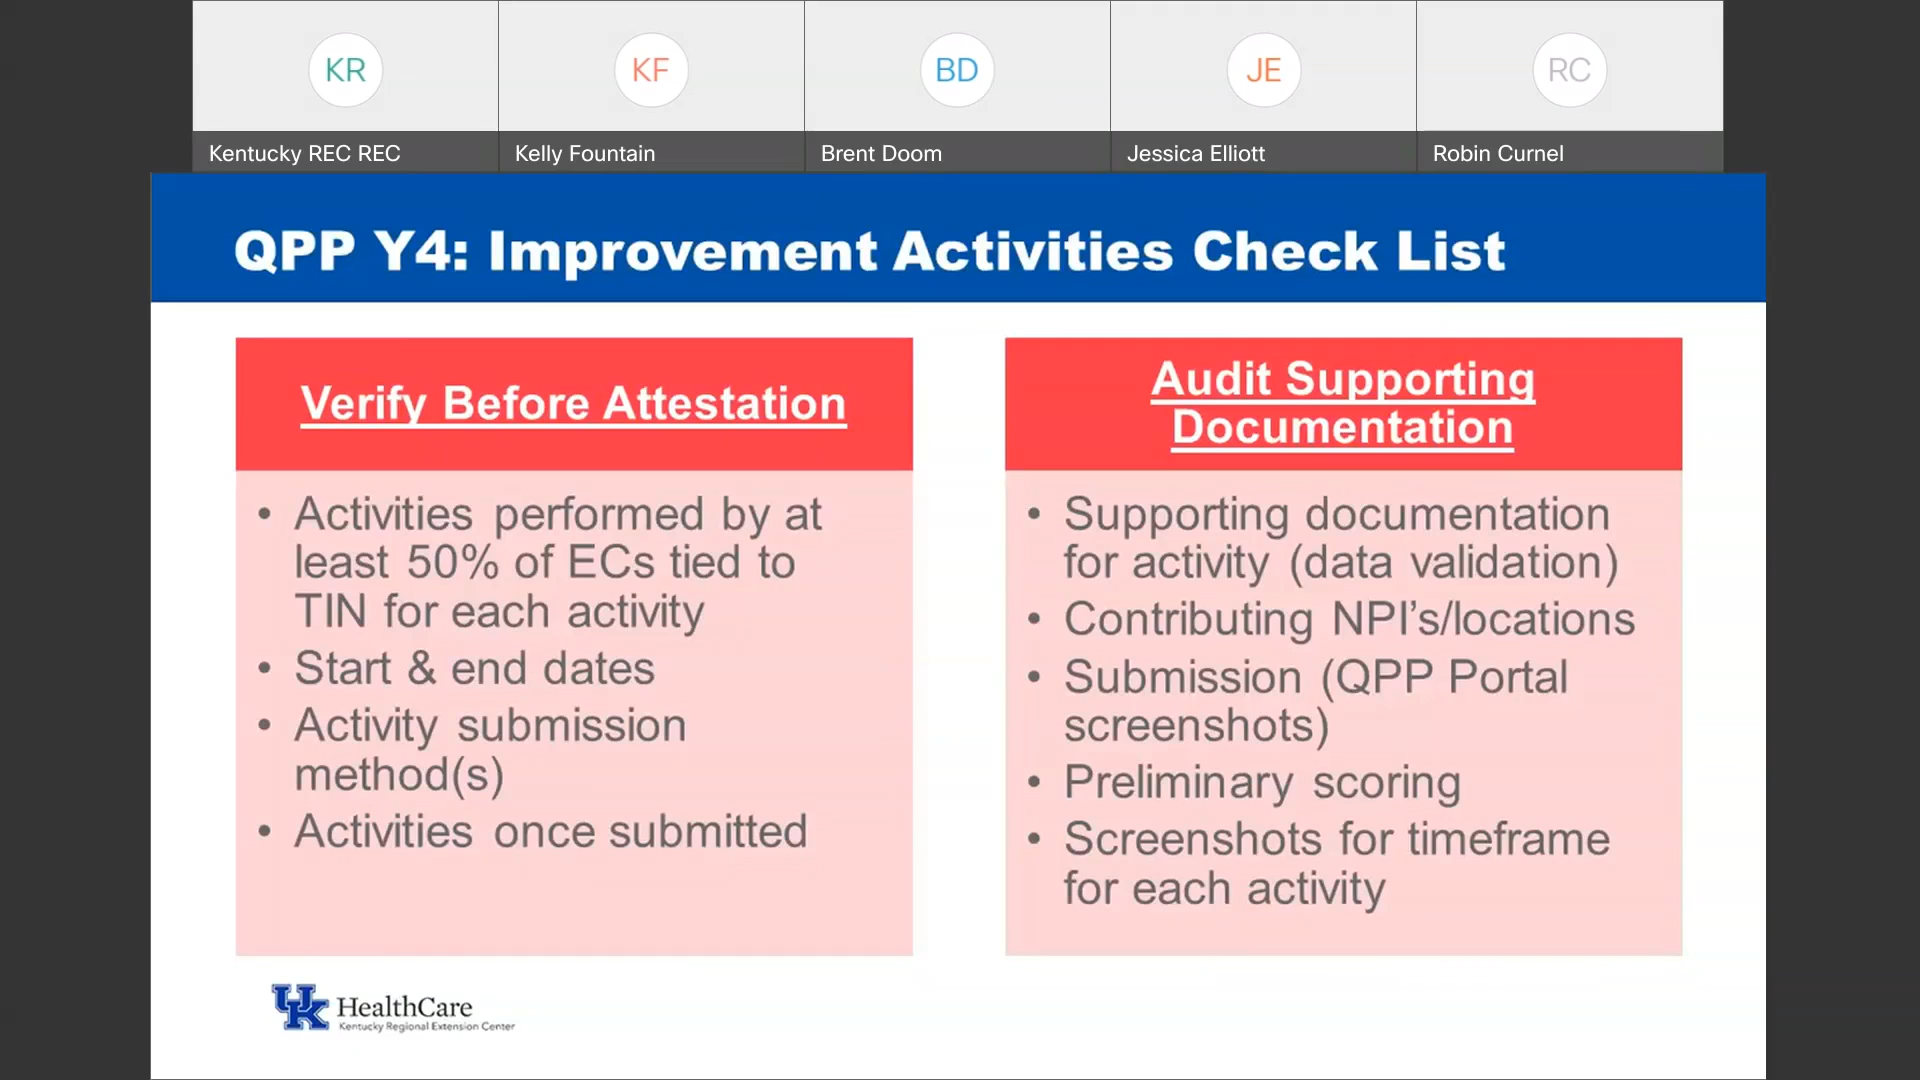 KR
KF
BD
JE
RC
Kentucky REC REC
Kelly Fountain
Brent Doom
Jessica Elliott
Robin Curnel
QPP Y4: Improvement Activities Check List
Verify Before Attestation
• Activities performed by at
least 50% of ECs tied to
TIN for each activity
• Start & end dates
• Activity submission
method(s)
• Activities once submitted
Audit Supporting
Documentation
• Supporting documentation
for activity (data validation)
• Contributing NPI’s/locations
• Submission (QPP Portal
screenshots)
• Preliminary scoring
• Screenshots for timeframe
for each activity
UK HealthCare
Kentucky Regional Extension Center